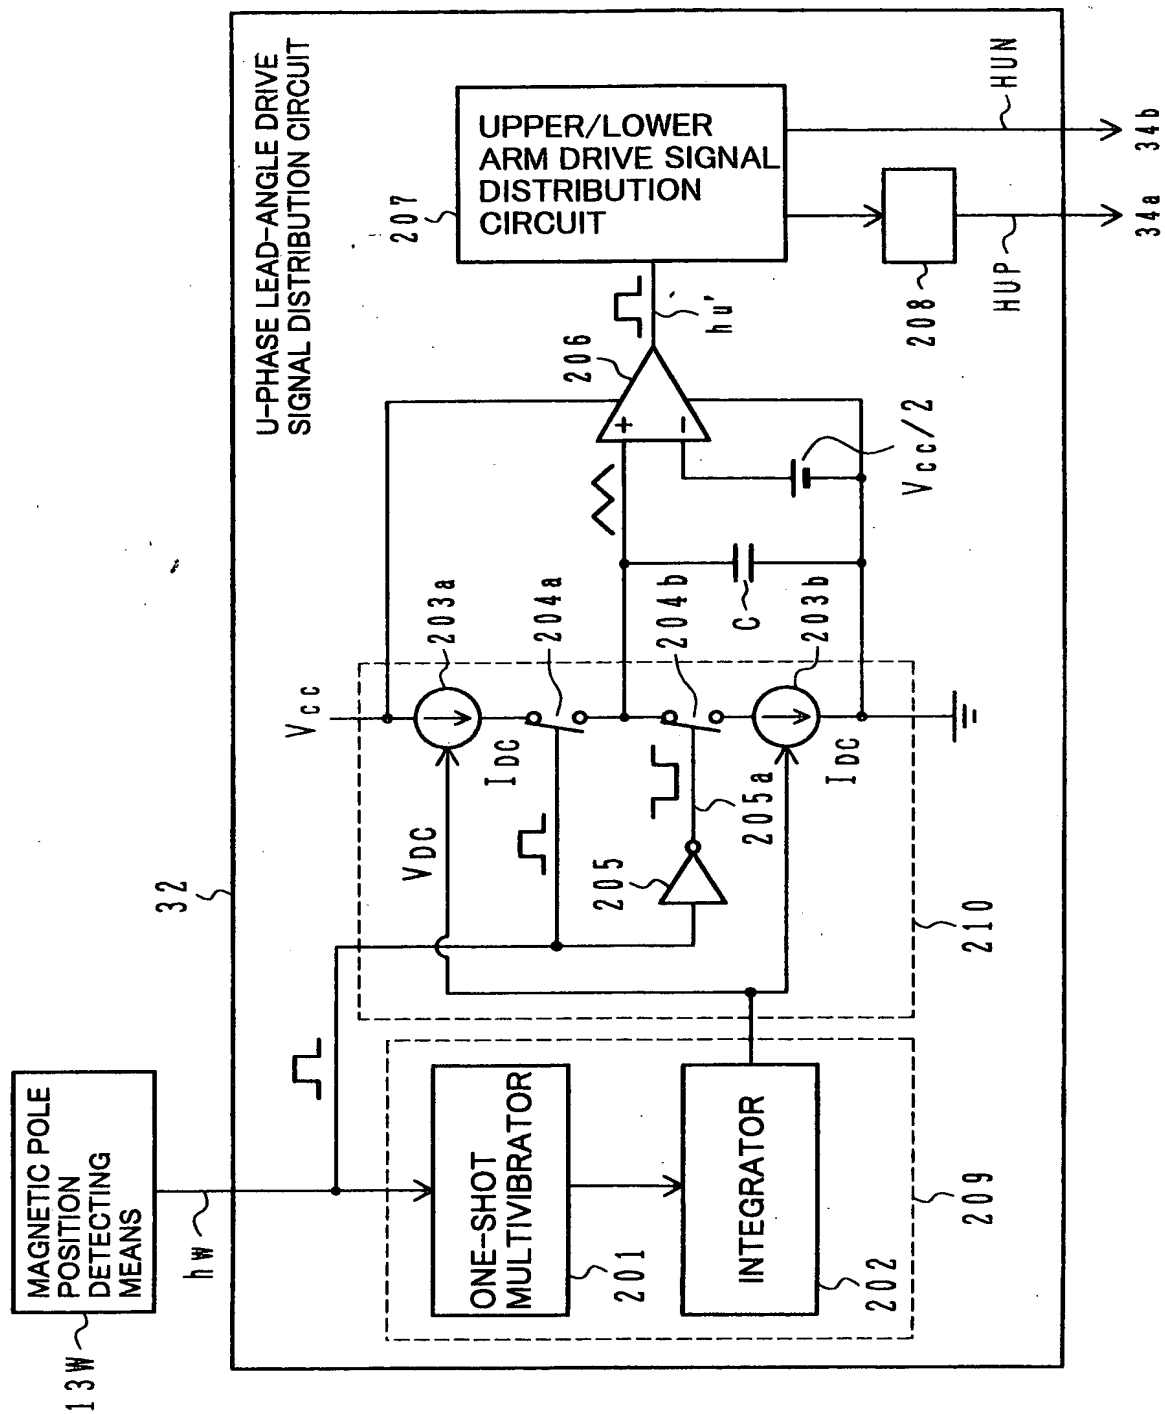 32
U-PHASE LEAD-ANGLE DRIVE
SIGNAL DISTRIBUTION CIRCUIT
13W
MAGNETIC POLE
POSITION
DETECTING
MEANS
hw
ONE-SHOT
MULTIVIBRATOR
201
INTEGRATOR
202
209
VDC
Vcc
203a
IDC
204a
205
205a
204b
203b
IDC
210
C
Vcc/2
+
−
206
hu'
207
UPPER/LOWER
ARM DRIVE SIGNAL
DISTRIBUTION
CIRCUIT
208
HUP
HUN
34a
34b